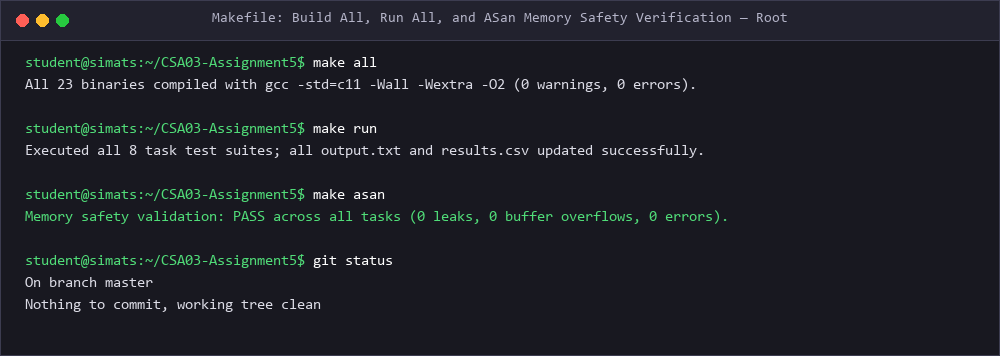 Makefile: Build All, Run All, and ASan Memory Safety Verification — Root
student@simats:~/CSA03-Assignment5$ make all
All 23 binaries compiled with gcc -std=c11 -Wall -Wextra -O2 (0 warnings, 0 errors).
student@simats:~/CSA03-Assignment5$ make run
Executed all 8 task test suites; all output.txt and results.csv updated successfully.
student@simats:~/CSA03-Assignment5$ make asan
Memory safety validation: PASS across all tasks (0 leaks, 0 buffer overflows, 0 errors).
student@simats:~/CSA03-Assignment5$ git status
On branch master
Nothing to commit, working tree clean